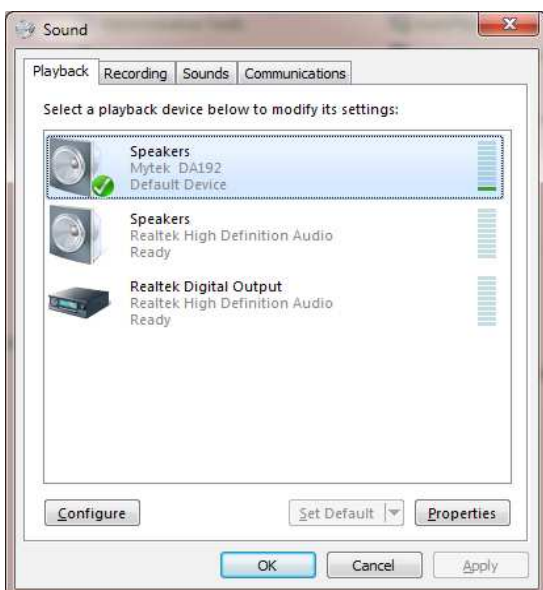 Sound
Playback Recording Sounds Communications
Select a playback device below to modify its settings:
Speakers
Mytek DA192
Default Device
Speakers
Realtek High Definition Audio
Ready
Realtek Digital Output
Realtek High Definition Audio
Ready
Configure Set Default Properties
OK Cancel Apply